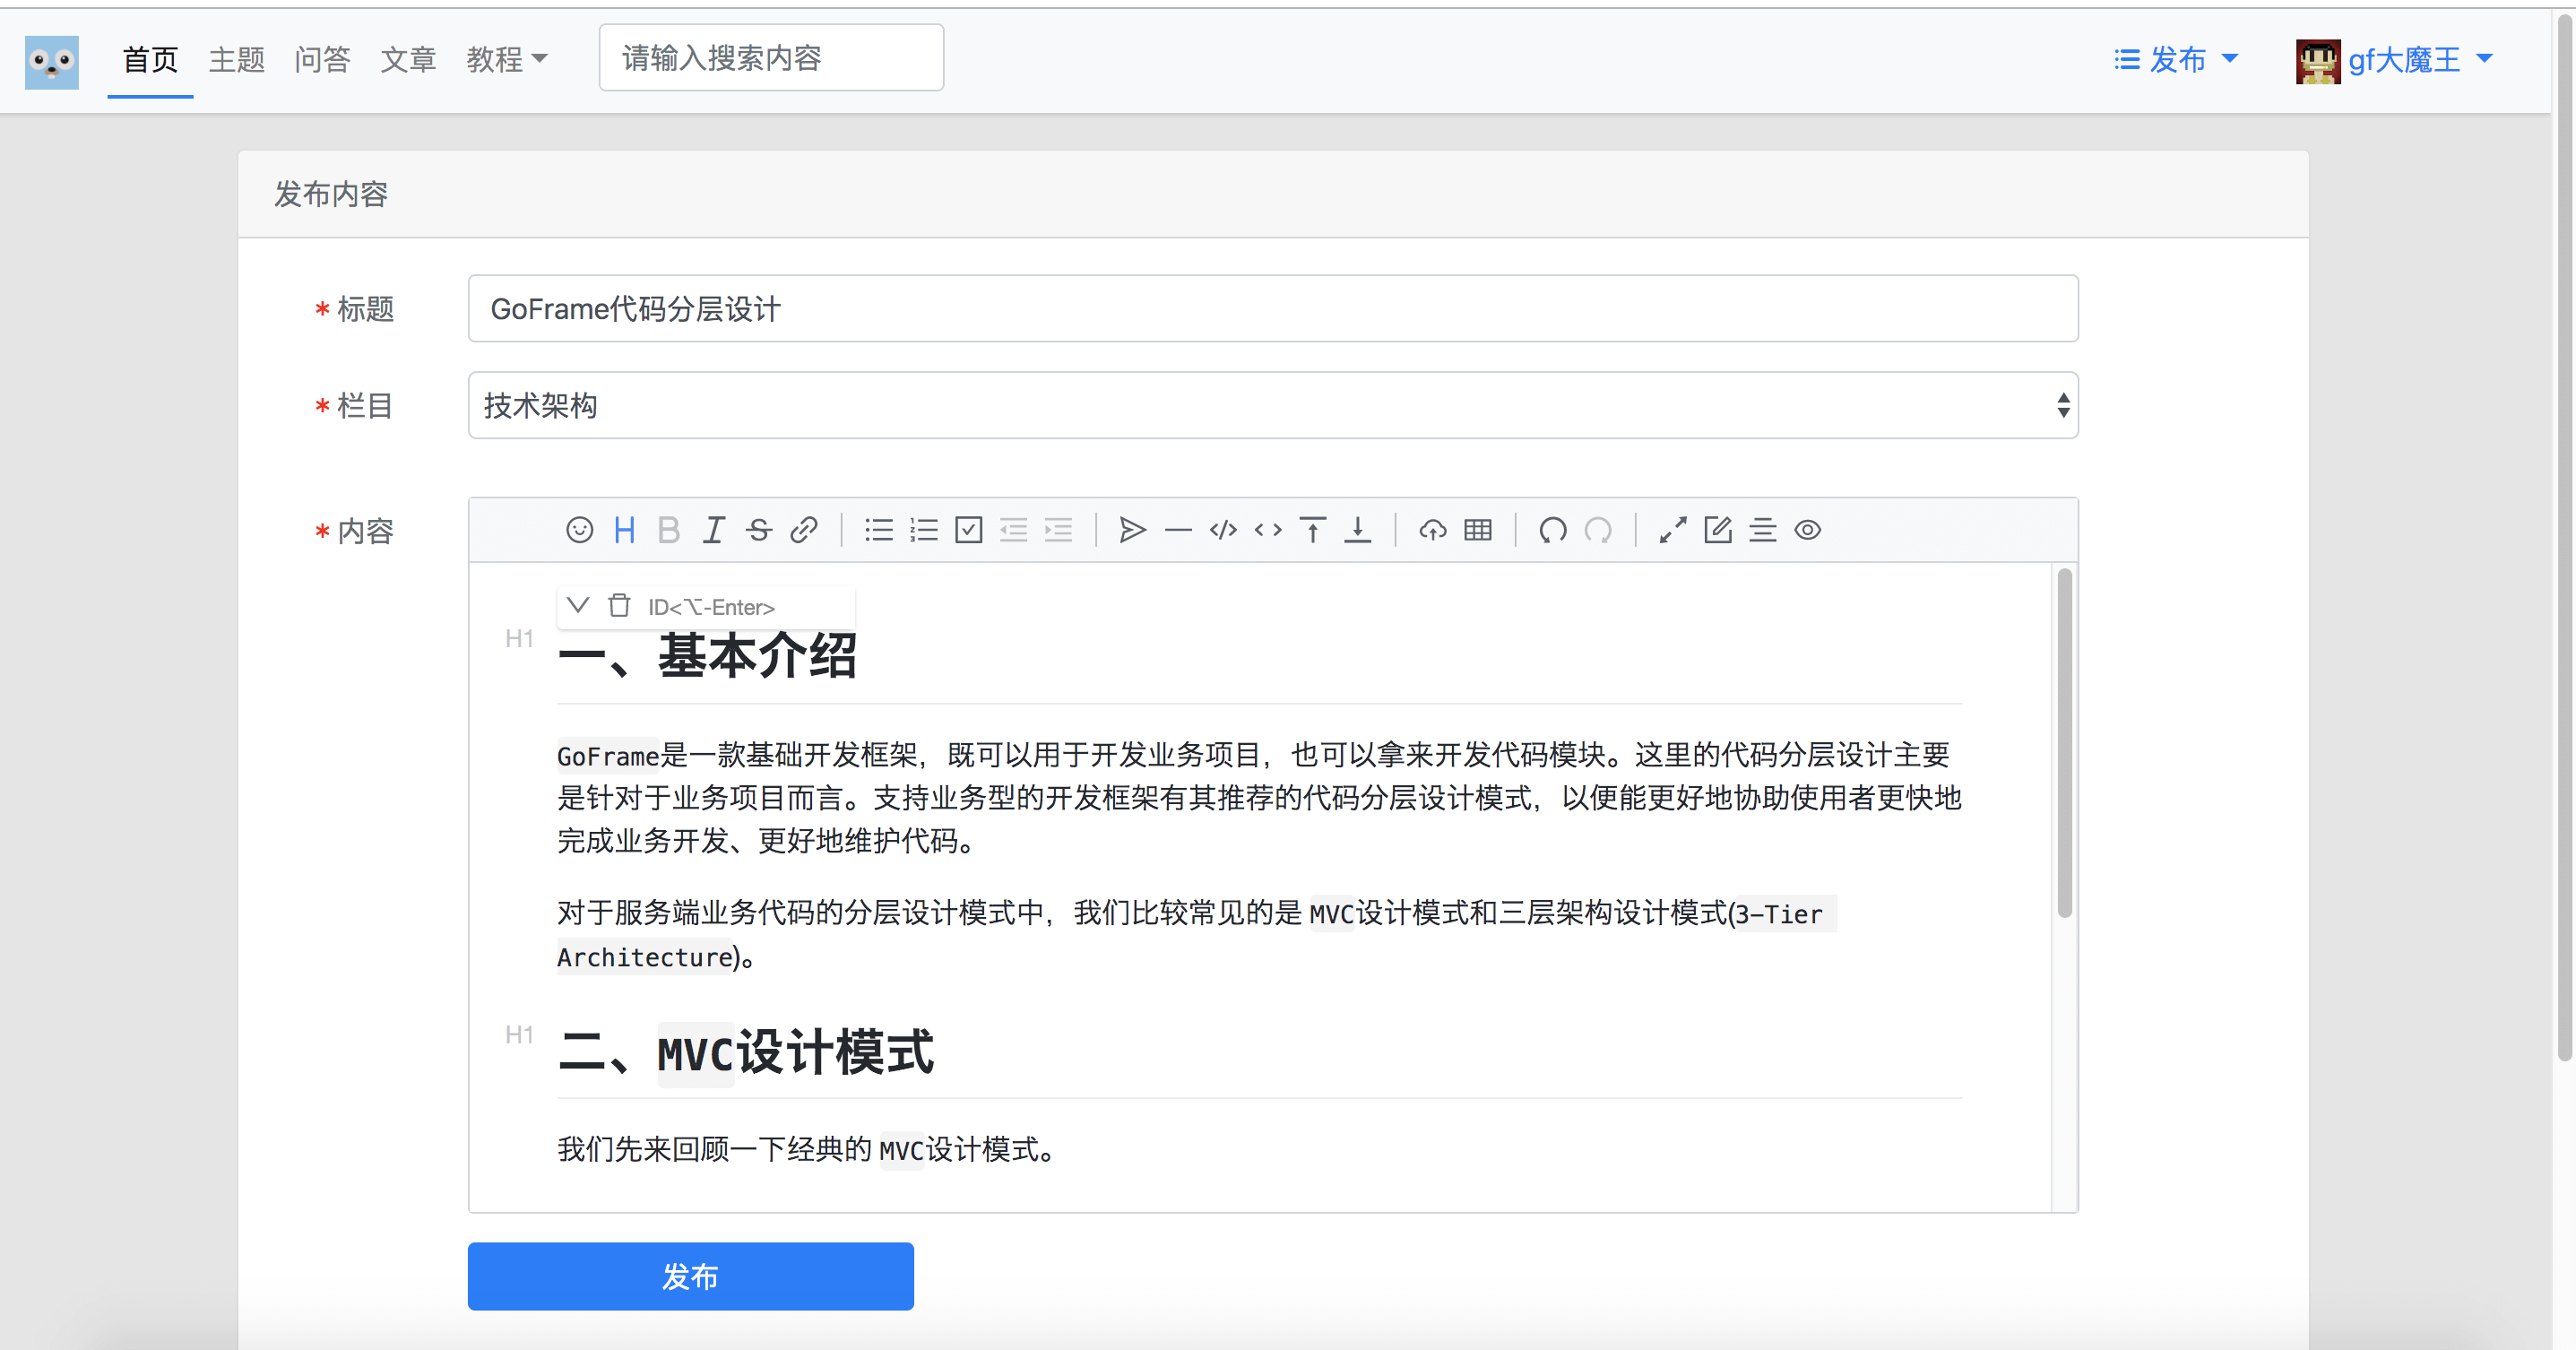 首页 主题 问答 文章 教程 请输入搜索内容 发布 gf大魔王
发布内容
* 标题 GoFrame代码分层设计
* 栏目 技术架构
* 内容
ID<⌥-Enter>
H1 一、基本介绍
GoFrame是一款基础开发框架，既可以用于开发业务项目，也可以拿来开发代码模块。这里的代码分层设计主要
是针对于业务项目而言。支持业务型的开发框架有其推荐的代码分层设计模式，以便能更好地协助使用者更快地
完成业务开发、更好地维护代码。
对于服务端业务代码的分层设计模式中，我们比较常见的是 MVC设计模式和三层架构设计模式(3-Tier
Architecture)。
H1 二、MVC设计模式
我们先来回顾一下经典的 MVC设计模式。
发布